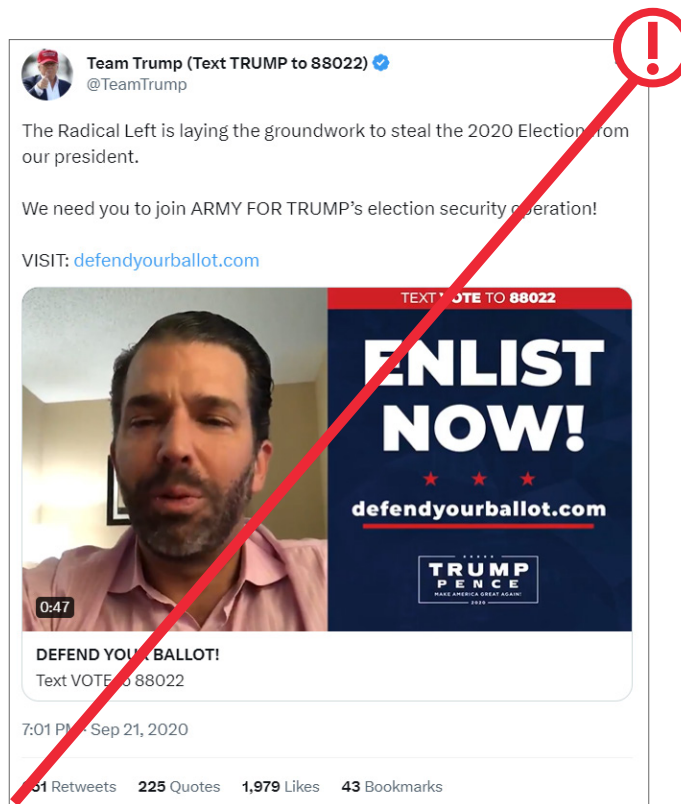 Team Trump (Text TRUMP to 88022)
@TeamTrump
The Radical Left is laying the groundwork to steal the 2020 Election from
our president.
We need you to join ARMY FOR TRUMP's election security operation!
VISIT: defendyourballot.com
TEXT VOTE TO 88022
ENLIST
NOW!
defendyourballot.com
TRUMP
PENCE
MAKE AMERICA GREAT AGAIN!
2020
0:47
DEFEND YOUR BALLOT!
Text VOTE to 88022
7:01 PM · Sep 21, 2020
Retweets 225 Quotes 1,979 Likes 43 Bookmarks